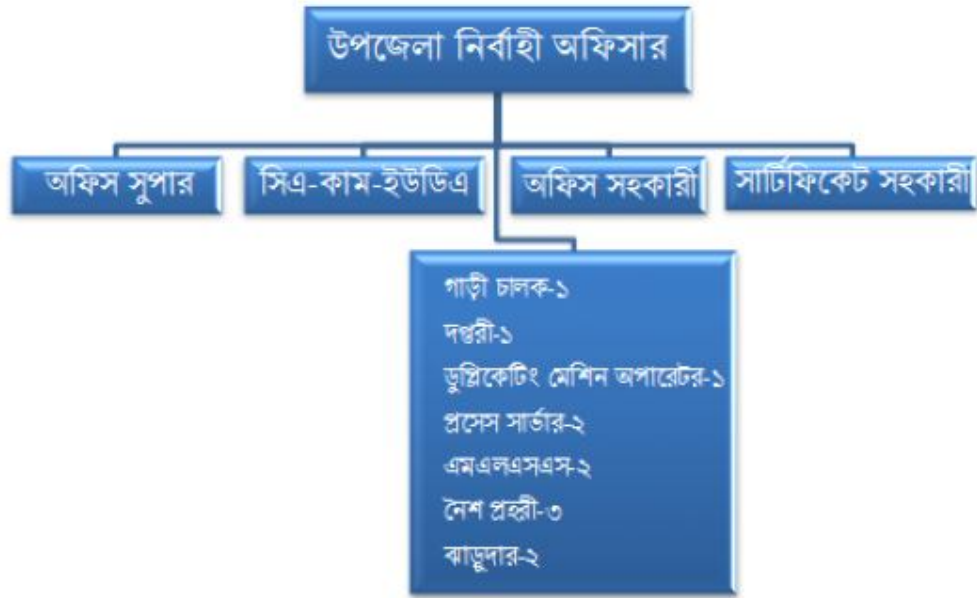 উপজেলা নির্বাহী অফিসার
অফিস সুপার
সিএ-কাম-ইউডিএ
অফিস সহকারী
সার্টিফিকেট সহকারী
গাড়ী চালক-১
দপ্তরী-১
ডুপ্লিকেটিং মেশিন অপারেটর-১
প্রসেস সার্ভার-২
এমএলএসএস-২
নৈশ প্রহরী-৩
ঝাড়ুদার-২